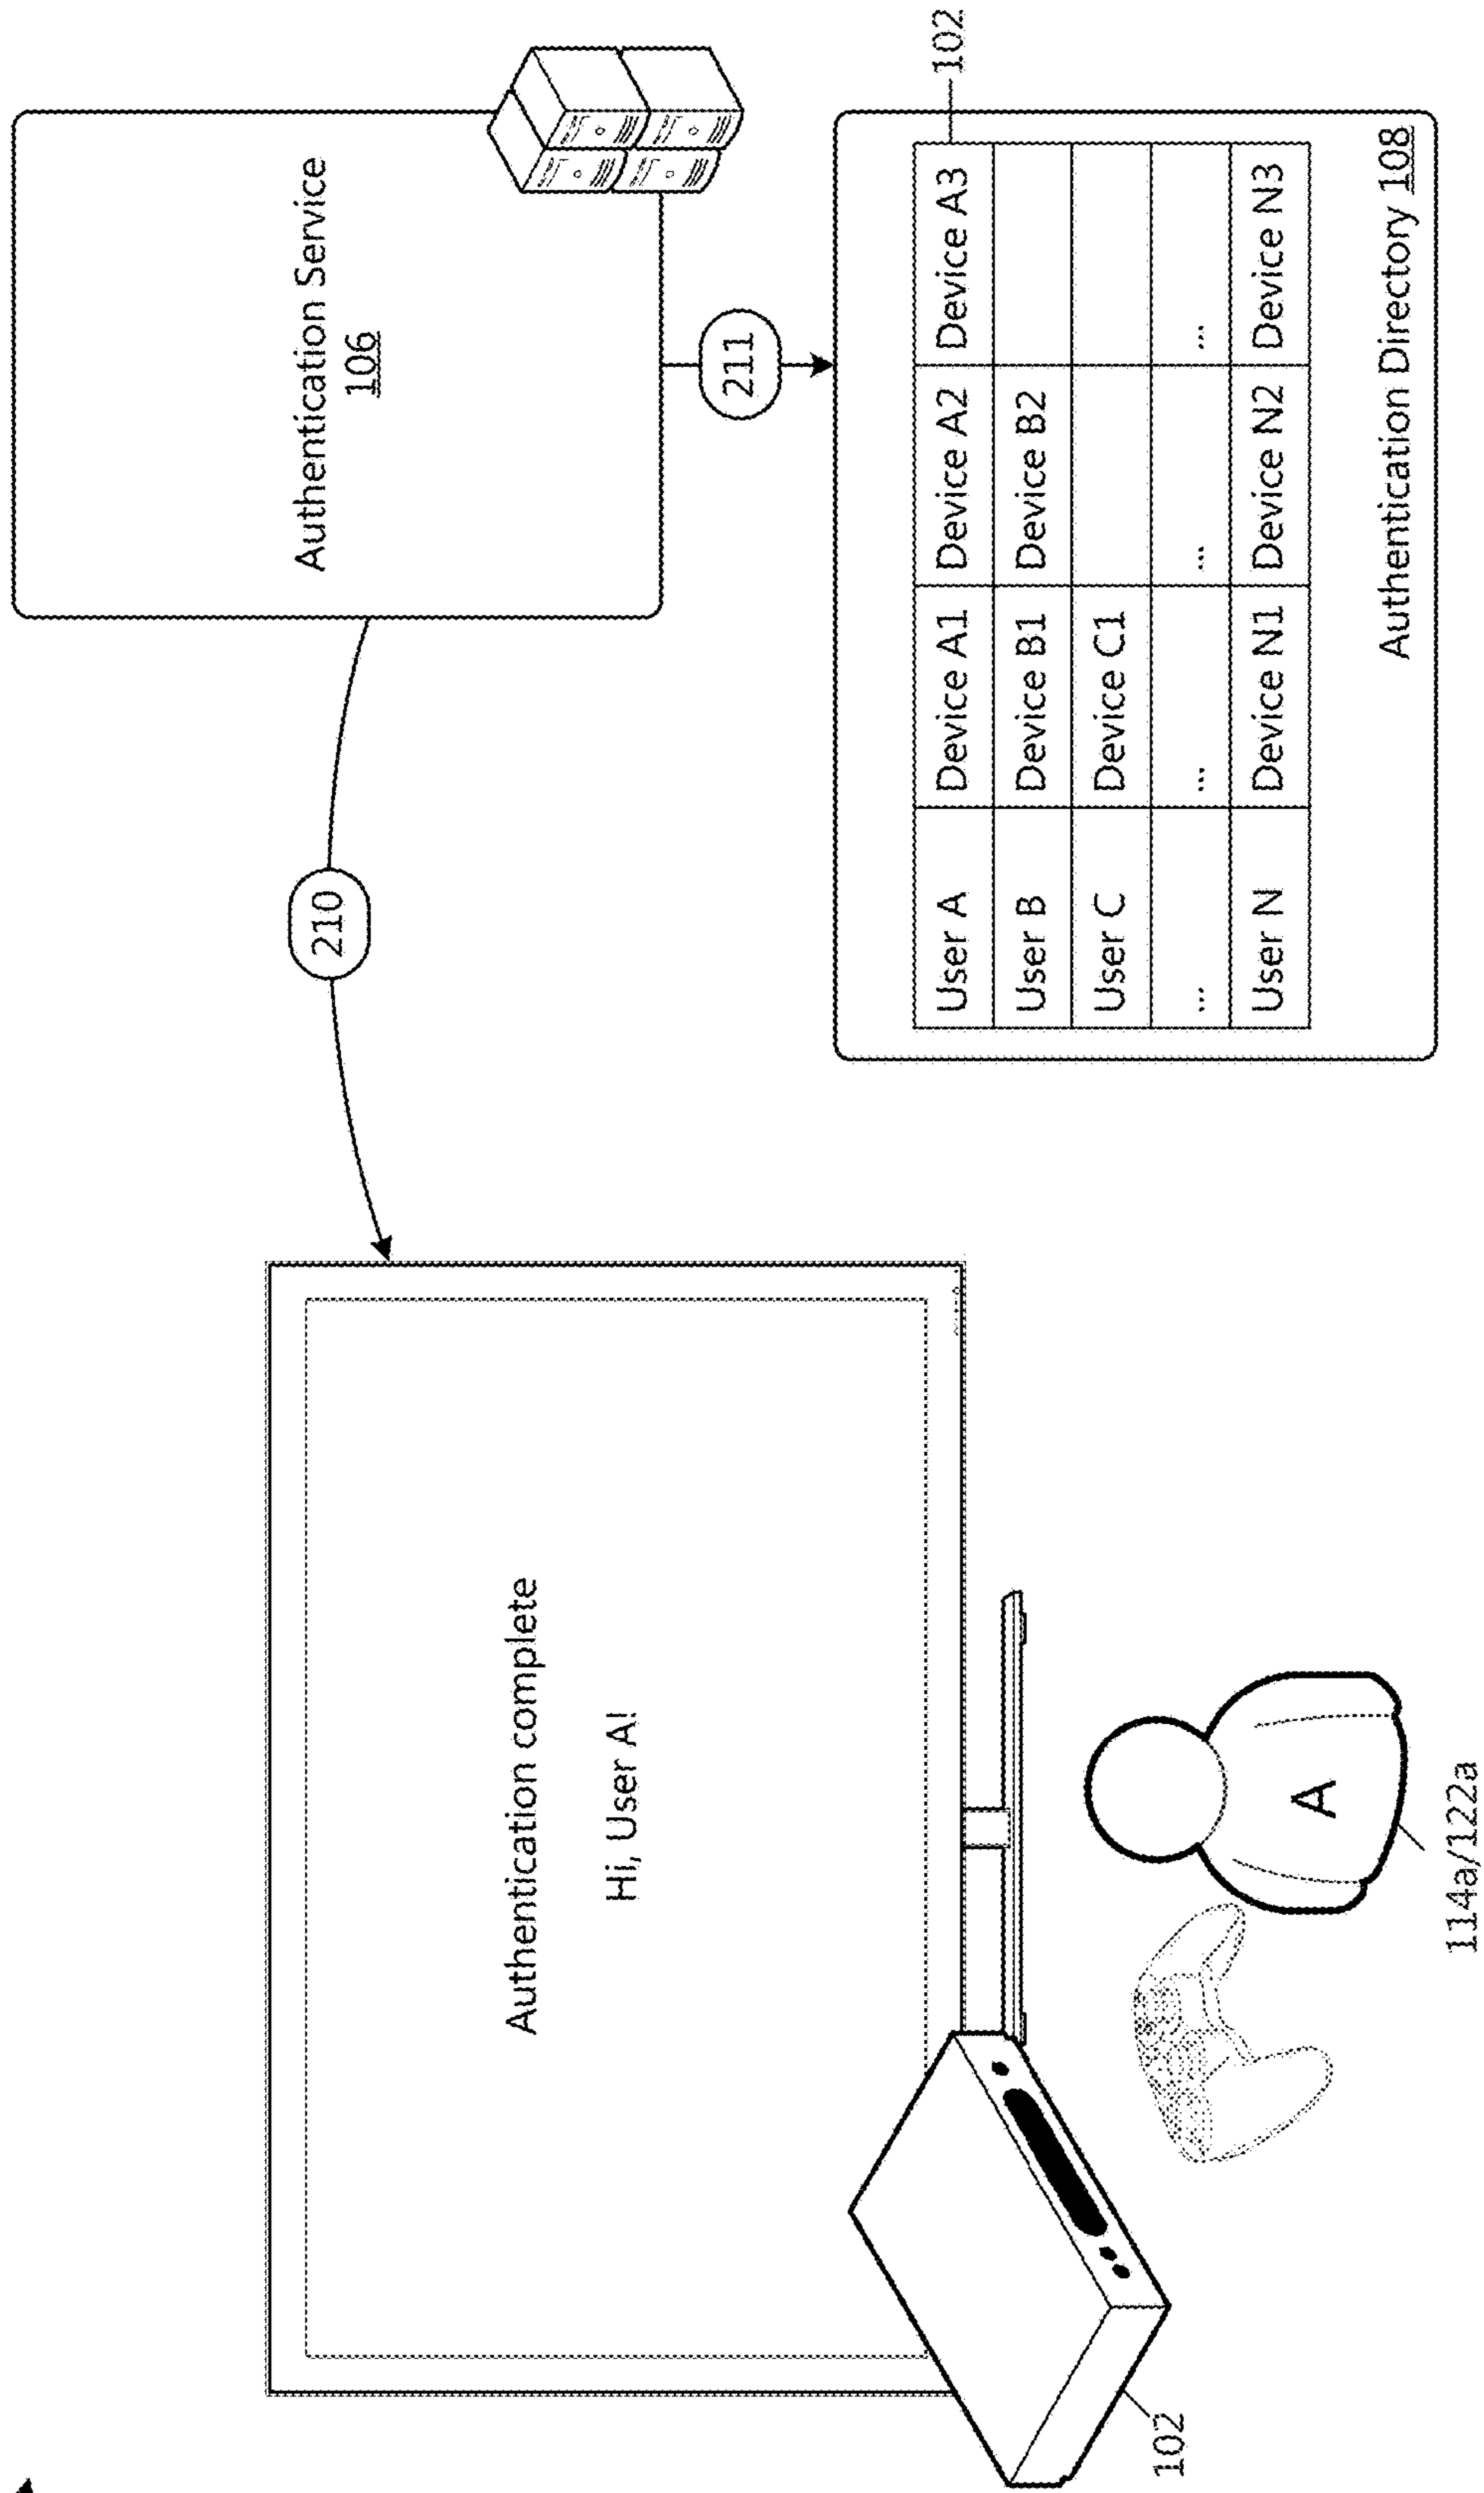 Authentication Service
106
210
211
Authentication complete
Hi, User A!
102
User A Device A1 Device A2 Device A3
User B Device B1 Device B2
User C Device C1
... ... ... ...
User N Device N1 Device N2 Device N3
Authentication Directory 108
A
102
114a/122a